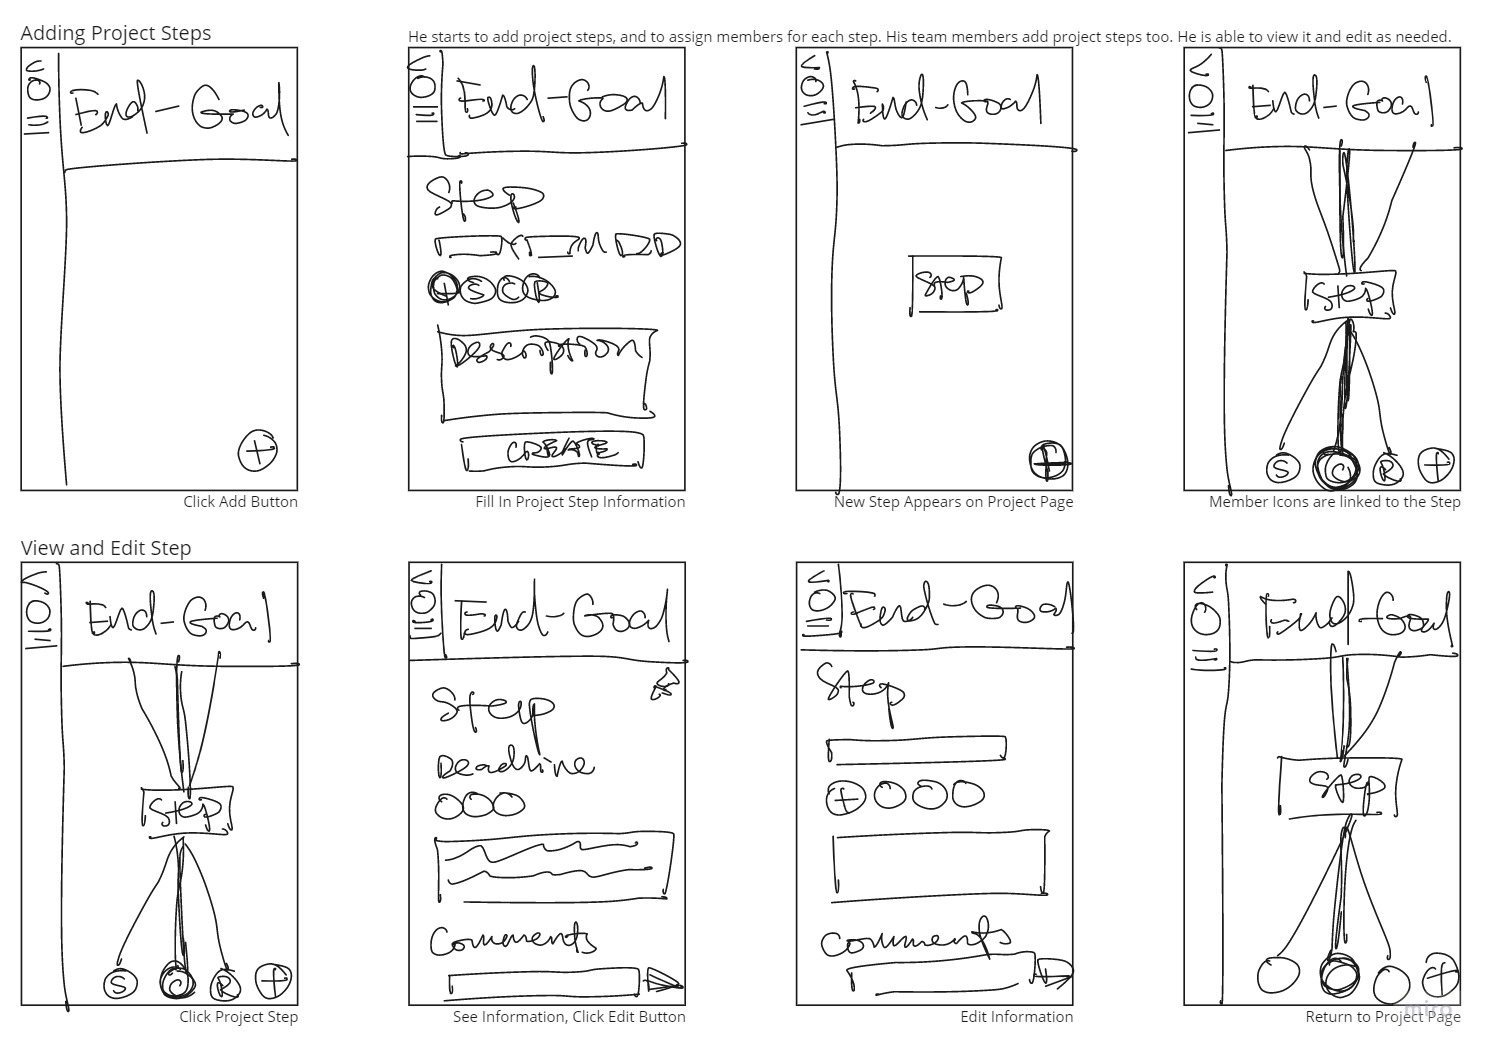 Adding Project Steps
He starts to add project steps, and to assign members for each step. His team members add project steps too. He is able to view it and edit as needed.
End-Goal
+
Click Add Button
End-Goal
Step
YY MM DD
+ S C R
Description
CREATE
Fill In Project Step Information
End-Goal
Step
+
New Step Appears on Project Page
End-Goal
Step
S C R +
Member Icons are linked to the Step
View and Edit Step
End-Goal
Step
S C R +
Click Project Step
End-Goal
Step
Deadline
Comments
See Information, Click Edit Button
End-Goal
Step
+
Comments
Edit Information
End-Goal
Step
+
Return to Project Page
miro